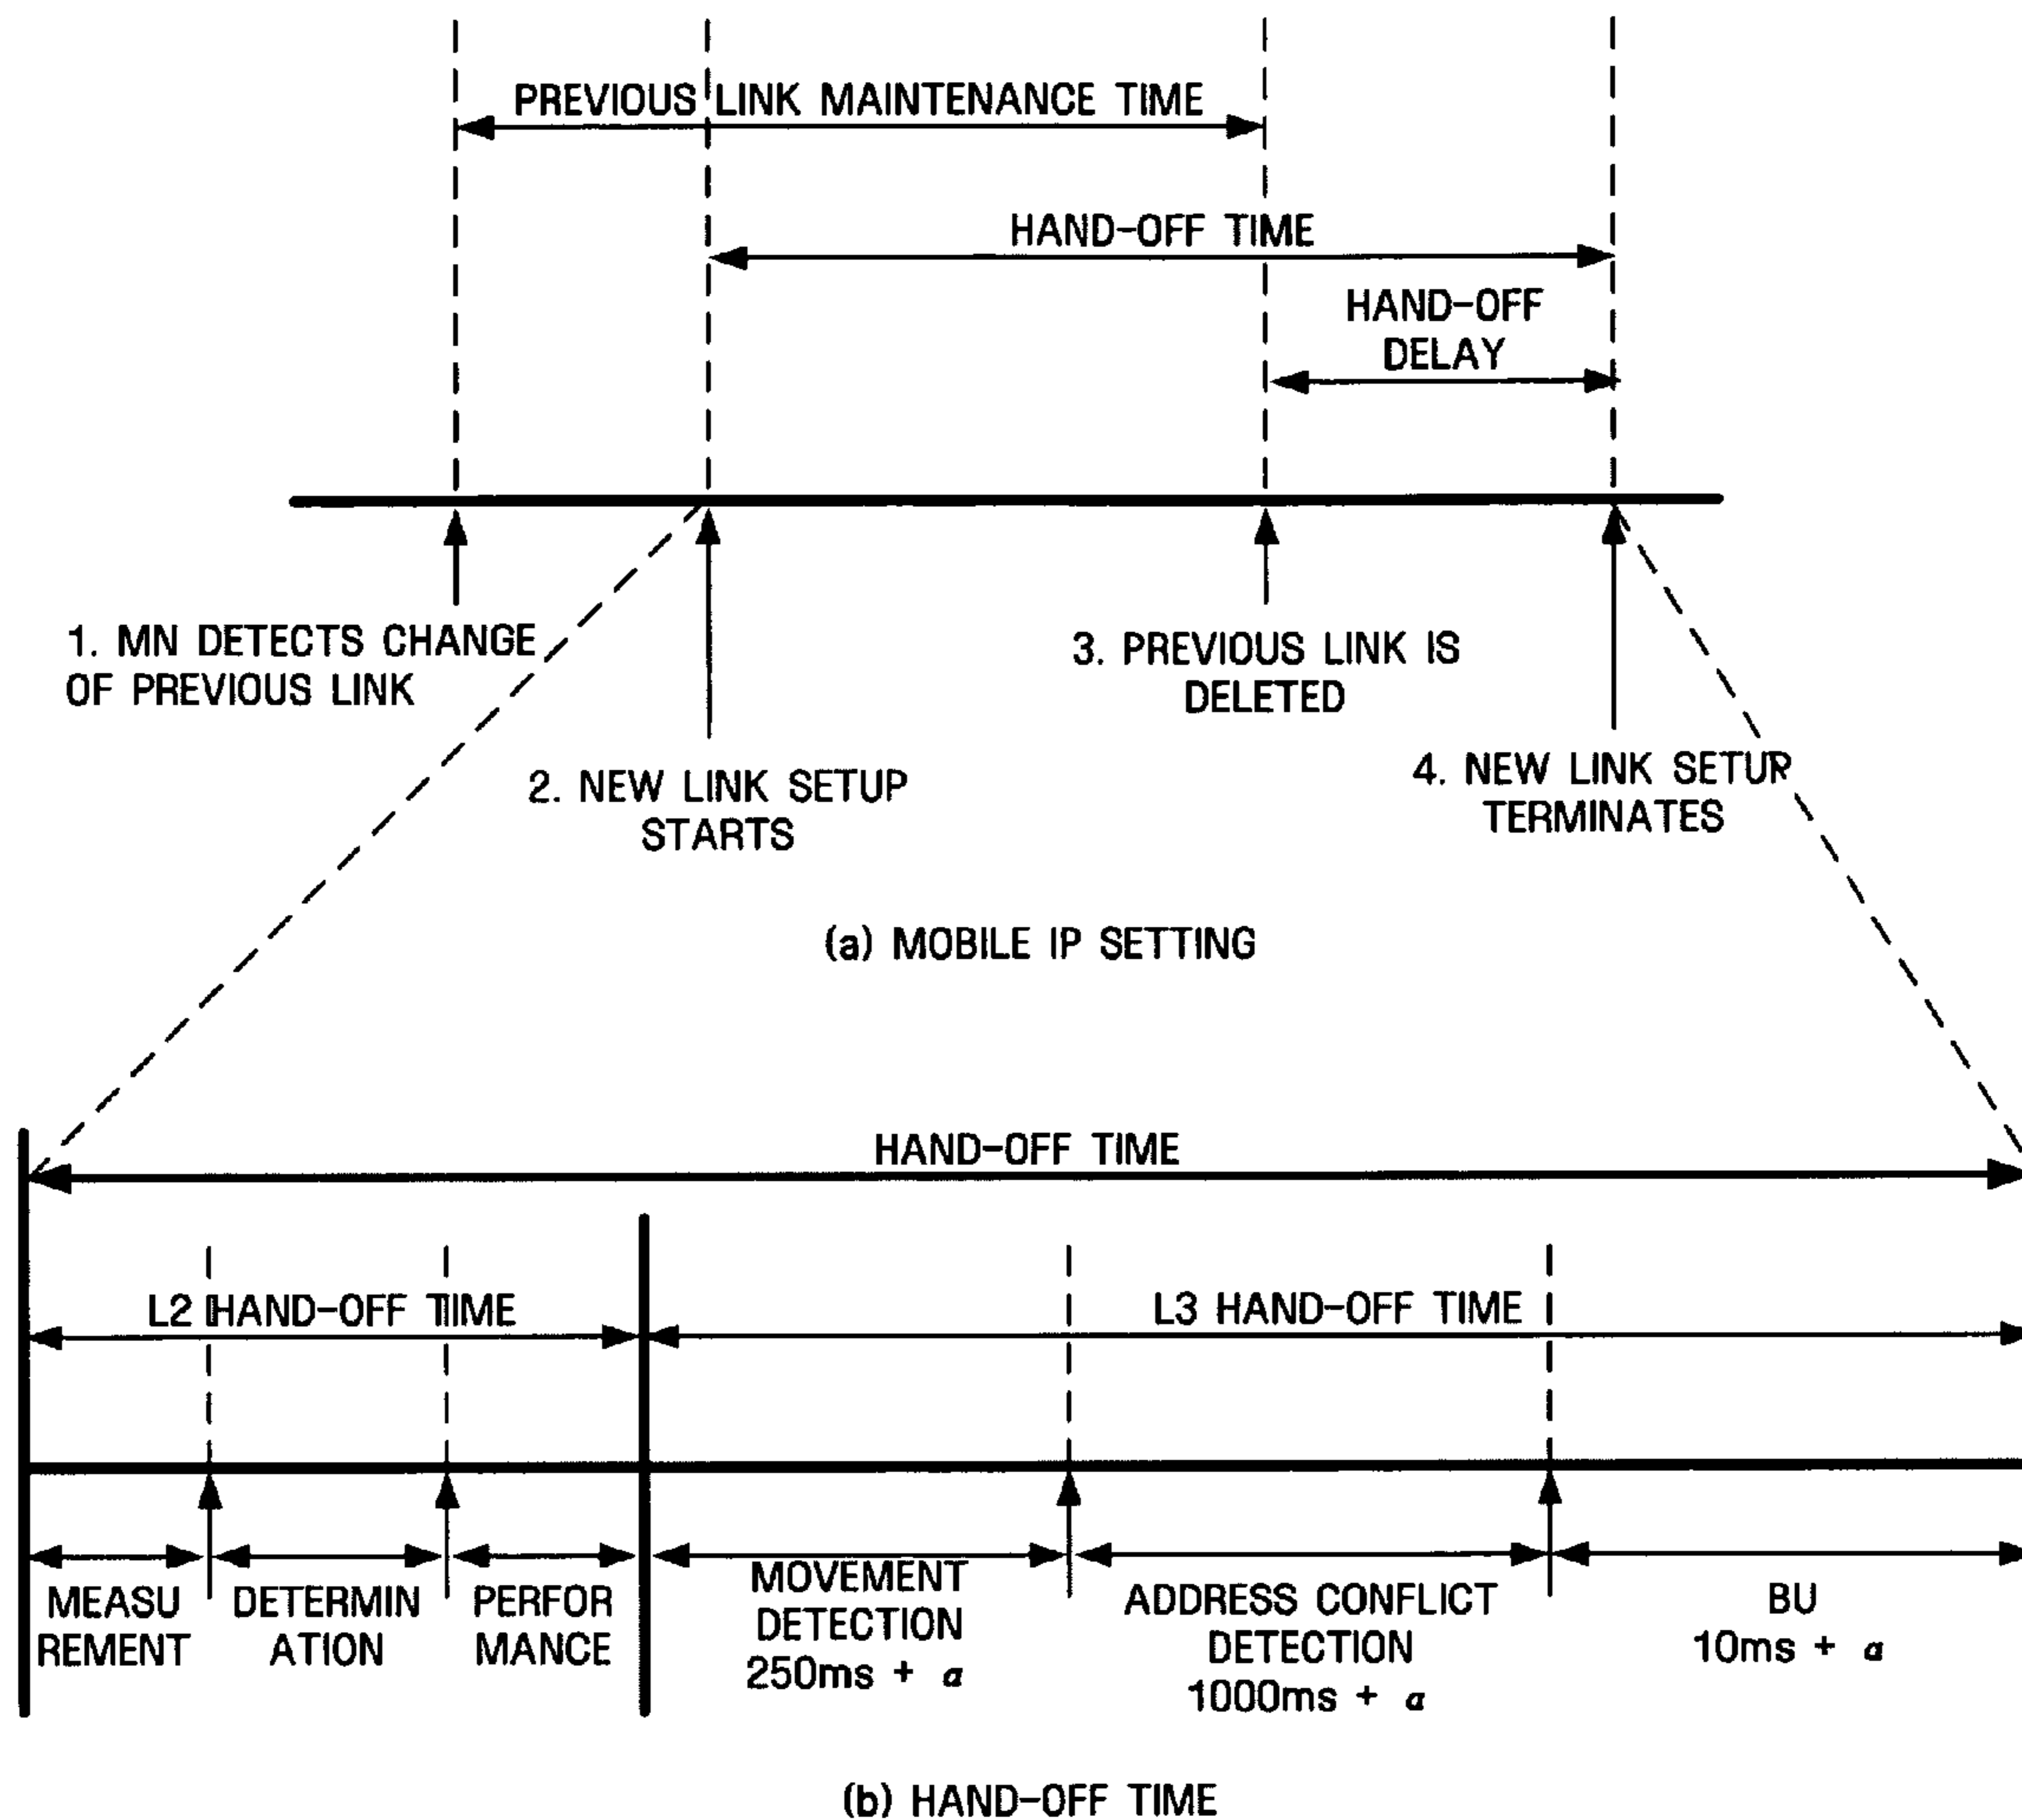 PREVIOUS LINK MAINTENANCE TIME
HAND-OFF TIME
HAND-OFF
DELAY
1. MN DETECTS CHANGE
OF PREVIOUS LINK
3. PREVIOUS LINK IS
DELETED
2. NEW LINK SETUP
STARTS
4. NEW LINK SETUP
TERMINATES
(a) MOBILE IP SETTING
HAND-OFF TIME
L2 HAND-OFF TIME
L3 HAND-OFF TIME
MEASU
REMENT
DETERMIN
ATION
PERFOR
MANCE
MOVEMENT
DETECTION
250ms + α
ADDRESS CONFLICT
DETECTION
1000ms + α
BU
10ms + α
(b) HAND-OFF TIME